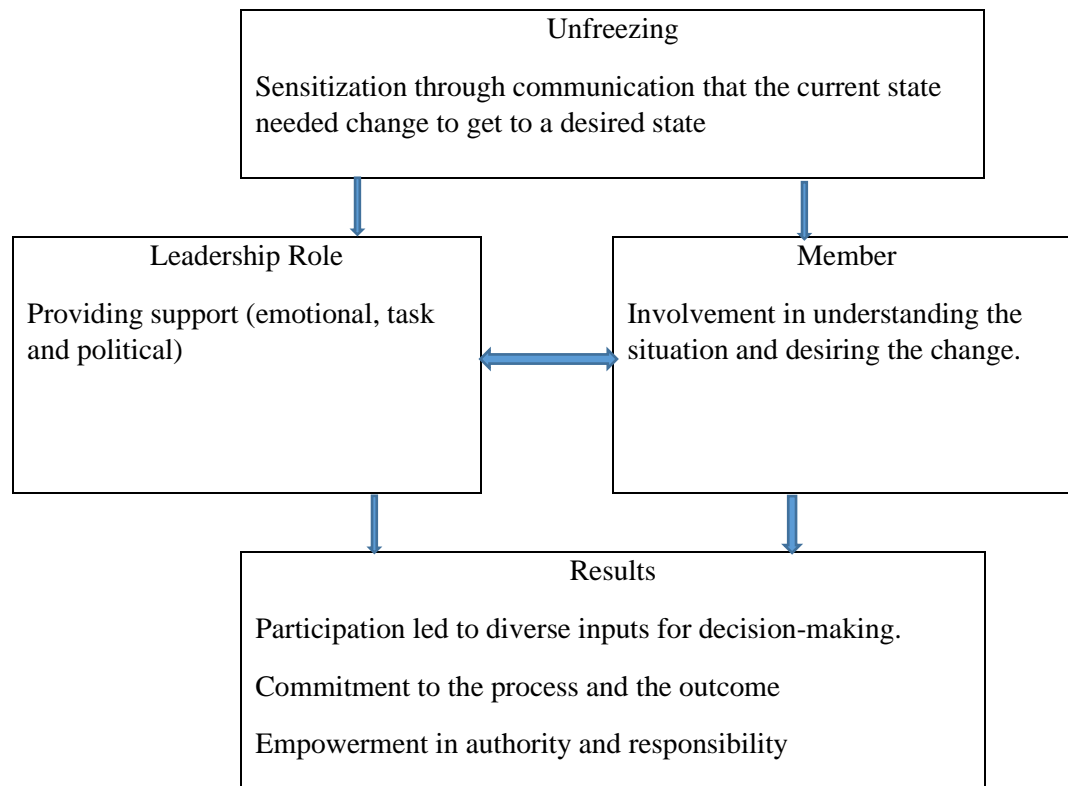 Unfreezing
Sensitization through communication that the current state
needed change to get to a desired state
Leadership Role
Providing support (emotional, task
and political)
Member
Involvement in understanding the
situation and desiring the change.
Results
Participation led to diverse inputs for decision-making.
Commitment to the process and the outcome
Empowerment in authority and responsibility